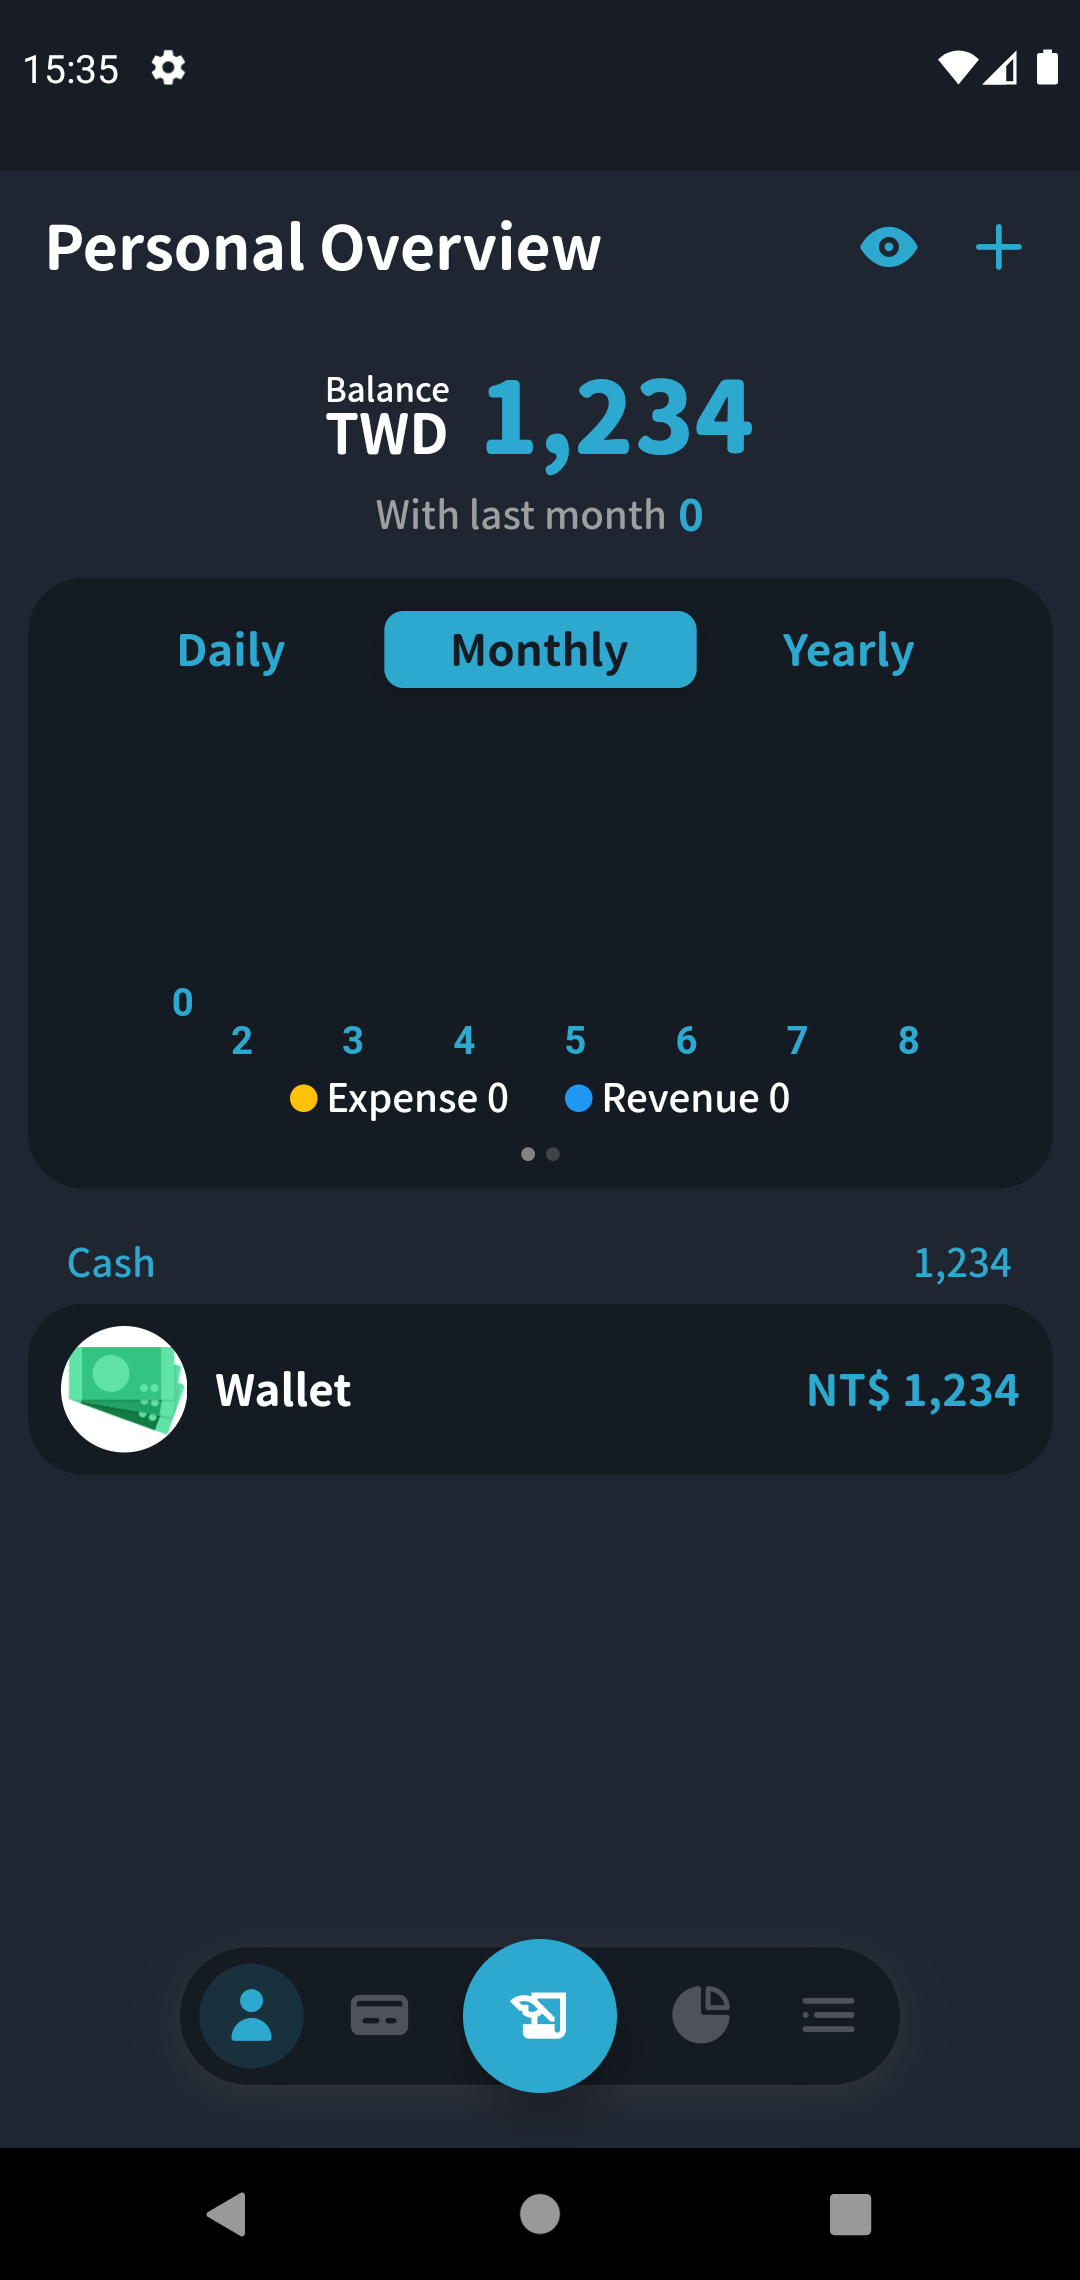 15:35
Personal Overview
Balance
TWD 1,234
With last month 0
Daily Monthly Yearly
0
2 3 4 5 6 7 8
Expense 0 Revenue 0
Cash 1,234
Wallet NT$ 1,234